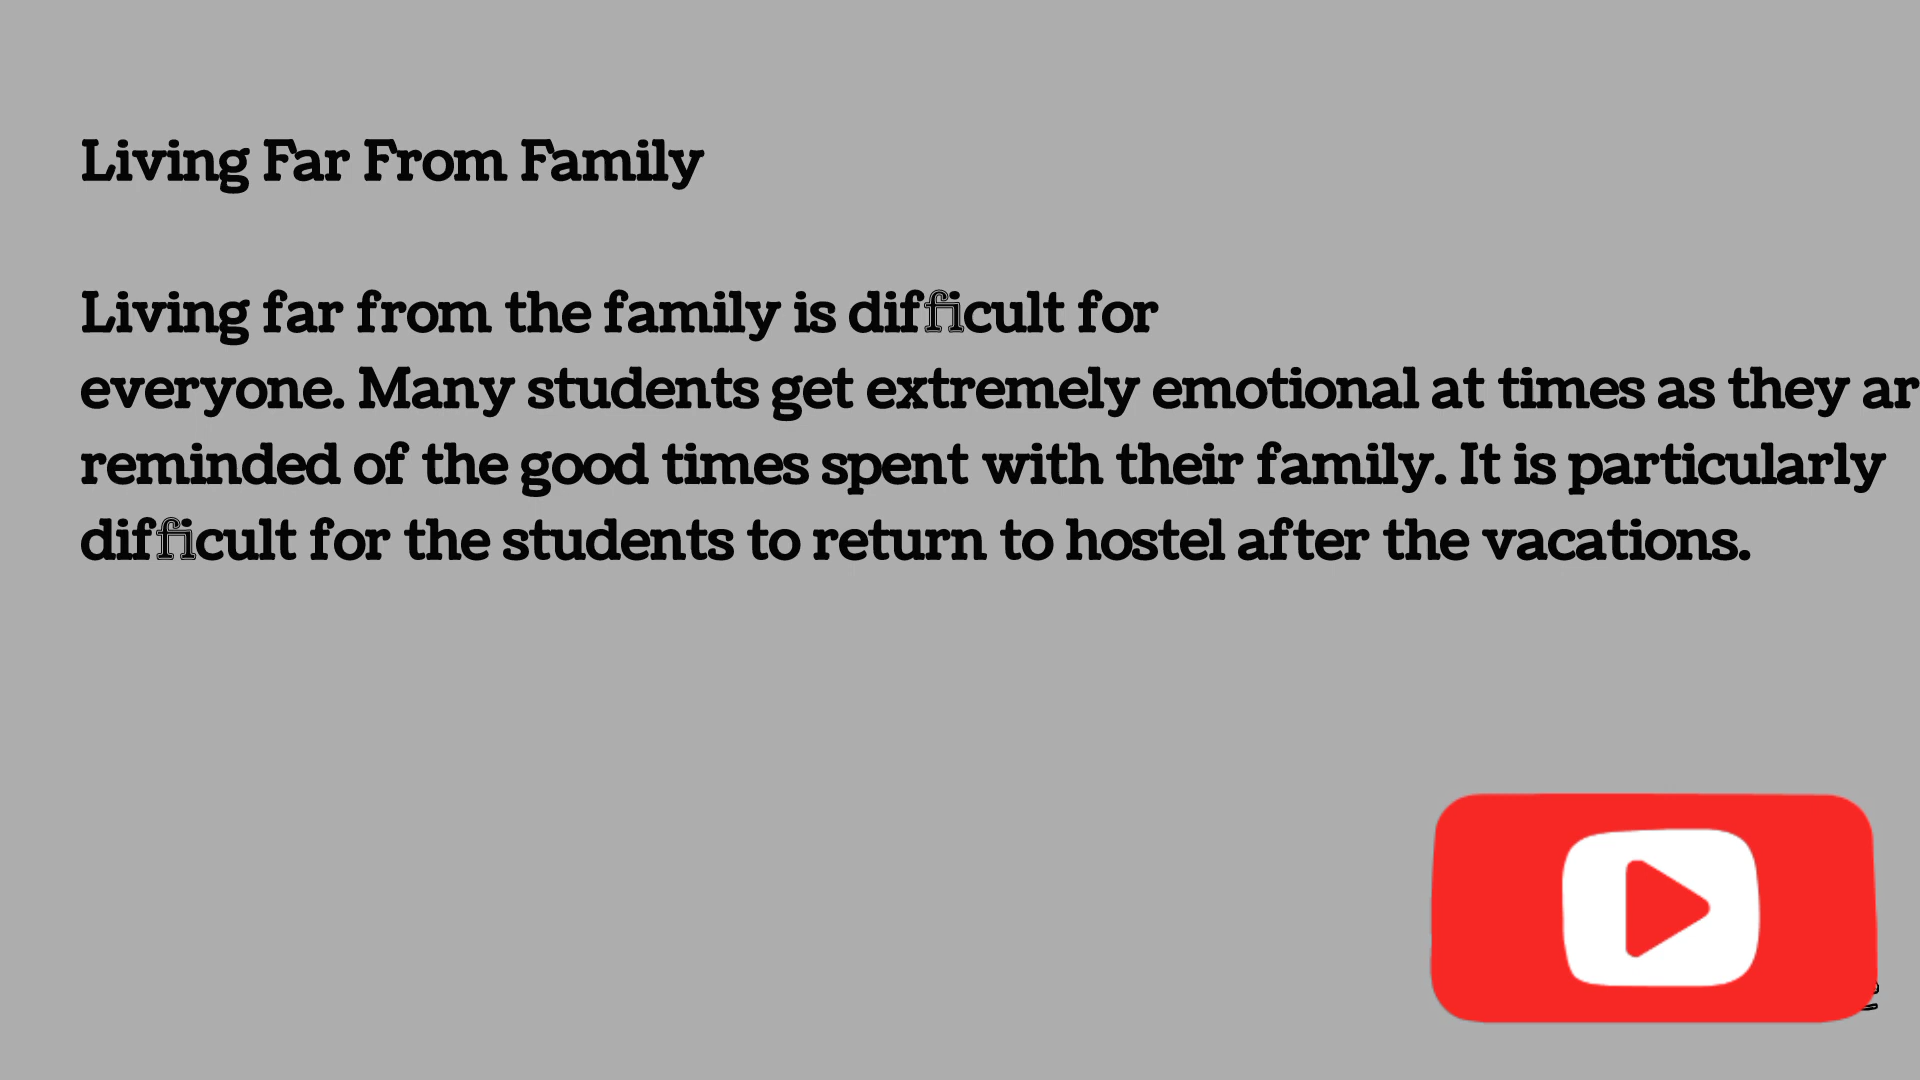 Living Far From Family
Living far from the family is difficult for
everyone. Many students get extremely emotional at times as they ar
reminded of the good times spent with their family. It is particularly
difficult for the students to return to hostel after the vacations.